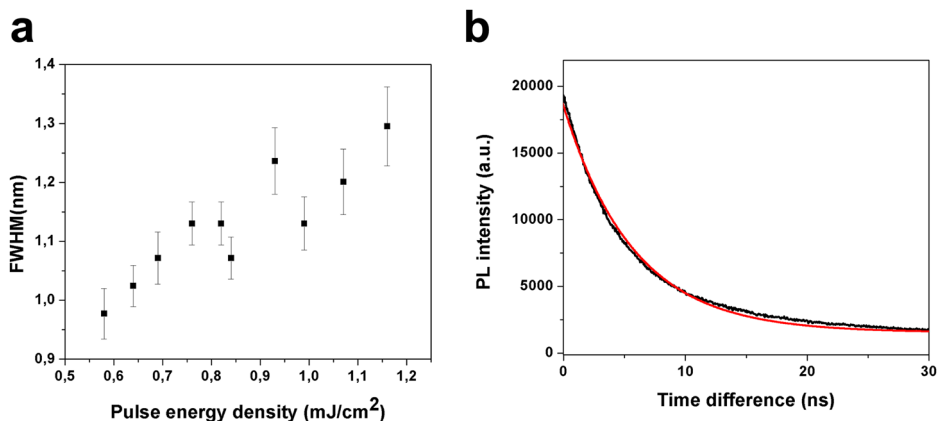 a
1,4
1,3
1,2
1,1
1,0
0,9
FWHM(nm)
0,5 0,6 0,7 0,8 0,9 1,0 1,1 1,2
Pulse energy density (mJ/cm²)
b
20000
15000
10000
5000
0
PL intensity (a.u.)
0 10 20 30
Time difference (ns)